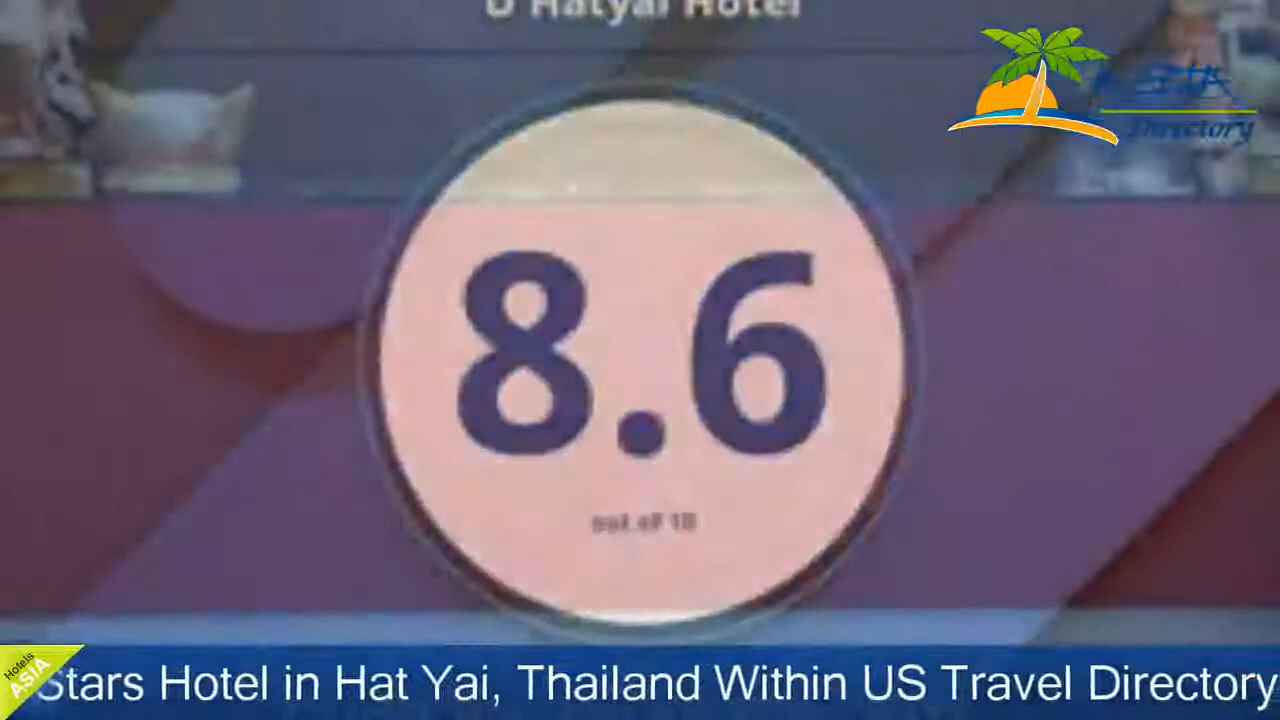 U Hatyai Hotel
Directory
8.6
out of 10
Hotels
ASIA
Stars Hotel in Hat Yai, Thailand Within US Travel Directory